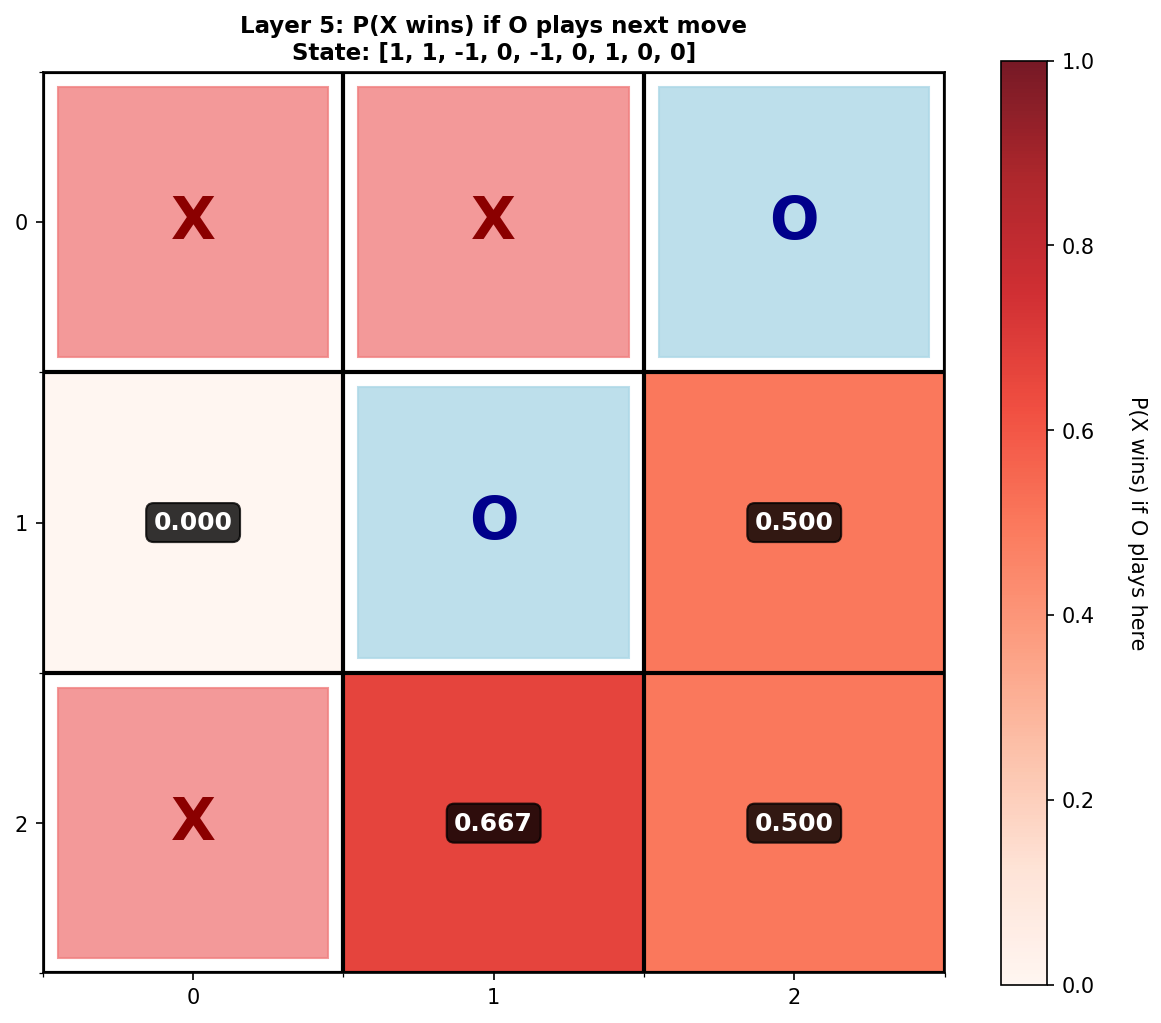 Layer 5: P(X wins) if O plays next move
State: [1, 1, -1, 0, -1, 0, 1, 0, 0]
0
X
X
O
1
0.000
O
0.500
2
X
0.667
0.500
0
1
2
1.0
0.8
0.6
0.4
0.2
0.0
P(X wins) if O plays here